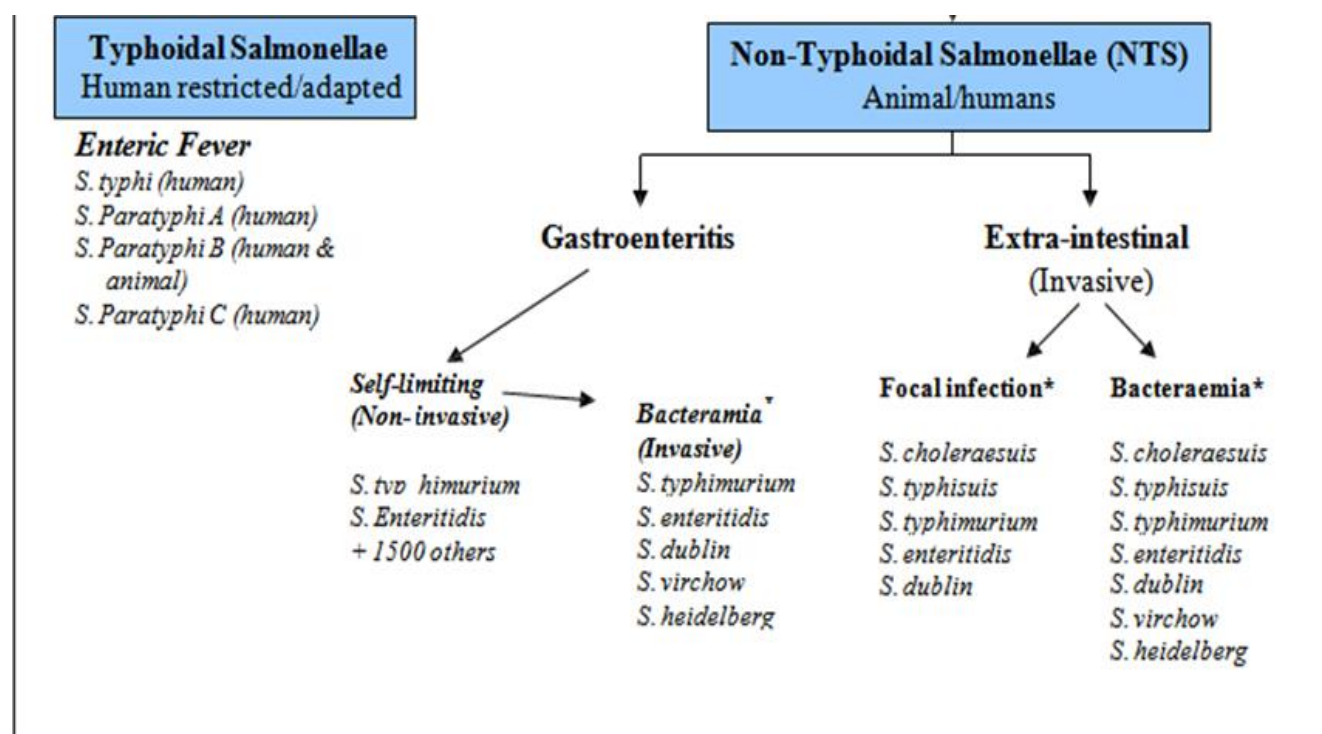 Typhoidal Salmonellae
Human restricted/adapted
Enteric Fever
S. typhi (human)
S. Paratyphi A (human)
S. Paratyphi B (human &
animal)
S. Paratyphi C (human)
Non-Typhoidal Salmonellae (NTS)
Animal/humans
Gastroenteritis
Self-limiting
(Non-invasive)
S. typ himurium
S. Enteritidis
+ 1500 others
Bacteramia*
(Invasive)
S. typhimurium
S. enteritidis
S. dublin
S. virchow
S. heidelberg
Extra-intestinal
(Invasive)
Focal infection*
S. choleraesuis
S. typhisuis
S. typhimurium
S. enteritidis
S. dublin
Bacteraemia*
S. choleraesuis
S. typhisuis
S. typhimurium
S. enteritidis
S. dublin
S. virchow
S. heidelberg